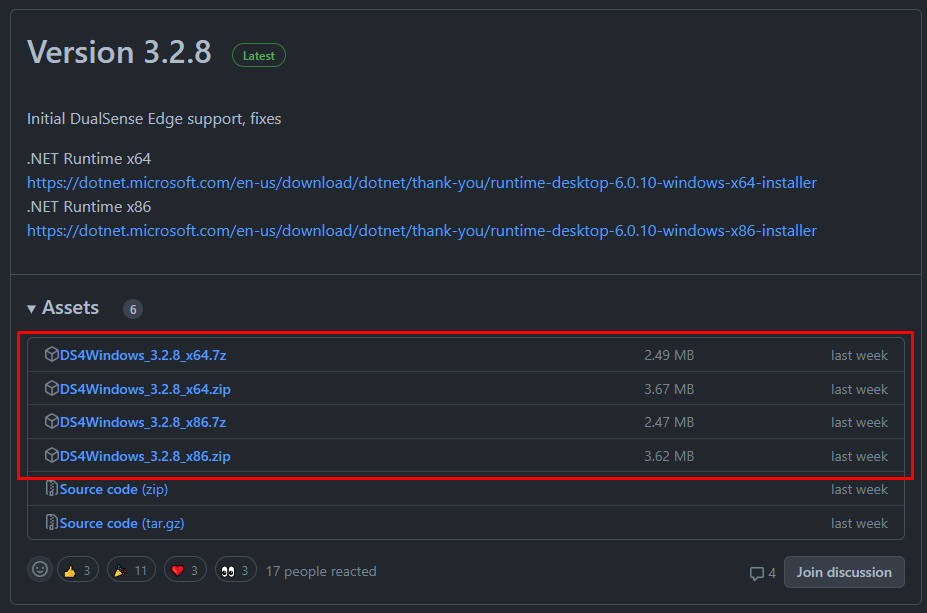 Version 3.2.8 Latest
Initial DualSense Edge support, fixes
.NET Runtime x64
https://dotnet.microsoft.com/en-us/download/dotnet/thank-you/runtime-desktop-6.0.10-windows-x64-installer
.NET Runtime x86
https://dotnet.microsoft.com/en-us/download/dotnet/thank-you/runtime-desktop-6.0.10-windows-x86-installer
Assets 6
DS4Windows_3.2.8_x64.7z 2.49 MB last week
DS4Windows_3.2.8_x64.zip 3.67 MB last week
DS4Windows_3.2.8_x86.7z 2.47 MB last week
DS4Windows_3.2.8_x86.zip 3.62 MB last week
Source code (zip) last week
Source code (tar.gz) last week
3 11 3 3 17 people reacted 4 Join discussion